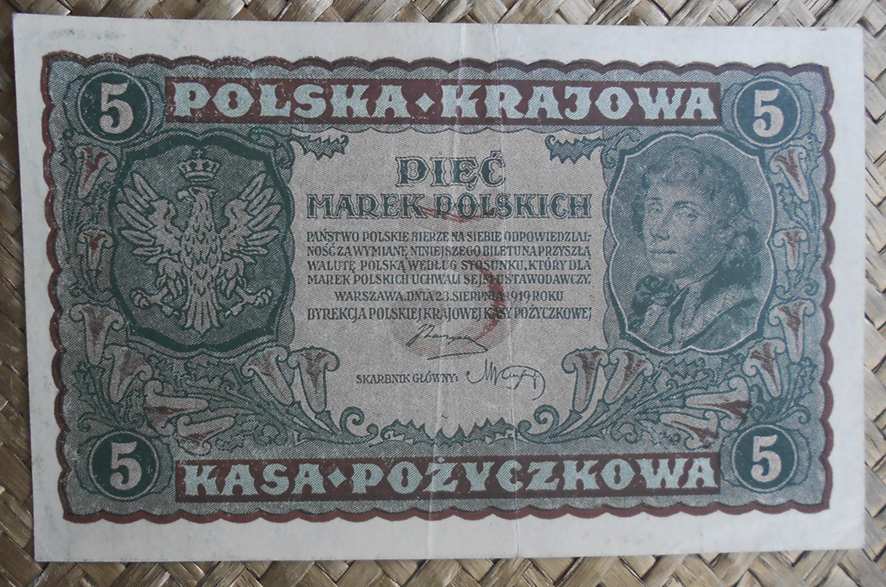 5 POLSKA ◆ KRAJOWA 5
PIĘĆ
MAREK POLSKICH
PAŃSTWO POLSKIE BIERZE NA SIEBIE ODPOWIEDZIAL-
NOŚĆ ZA WYMIANĘ NINIEJSZEGO BILETU NA PRZYSZŁĄ
WALUTĘ POLSKĄ WEDŁUG STOSUNKU, KTÓRY DLA
MAREK POLSKICH UCHWALI SEJM USTAWODAWCZY.
WARSZAWA, DNIA 23. SIERPNIA 1919 ROKU
DYREKCJA POLSKIEJ KRAJOWEJ KASY POŻYCZKOWEJ
SKARBNIK GŁÓWNY:
5 KASA ◆ POŻYCZKOWA 5